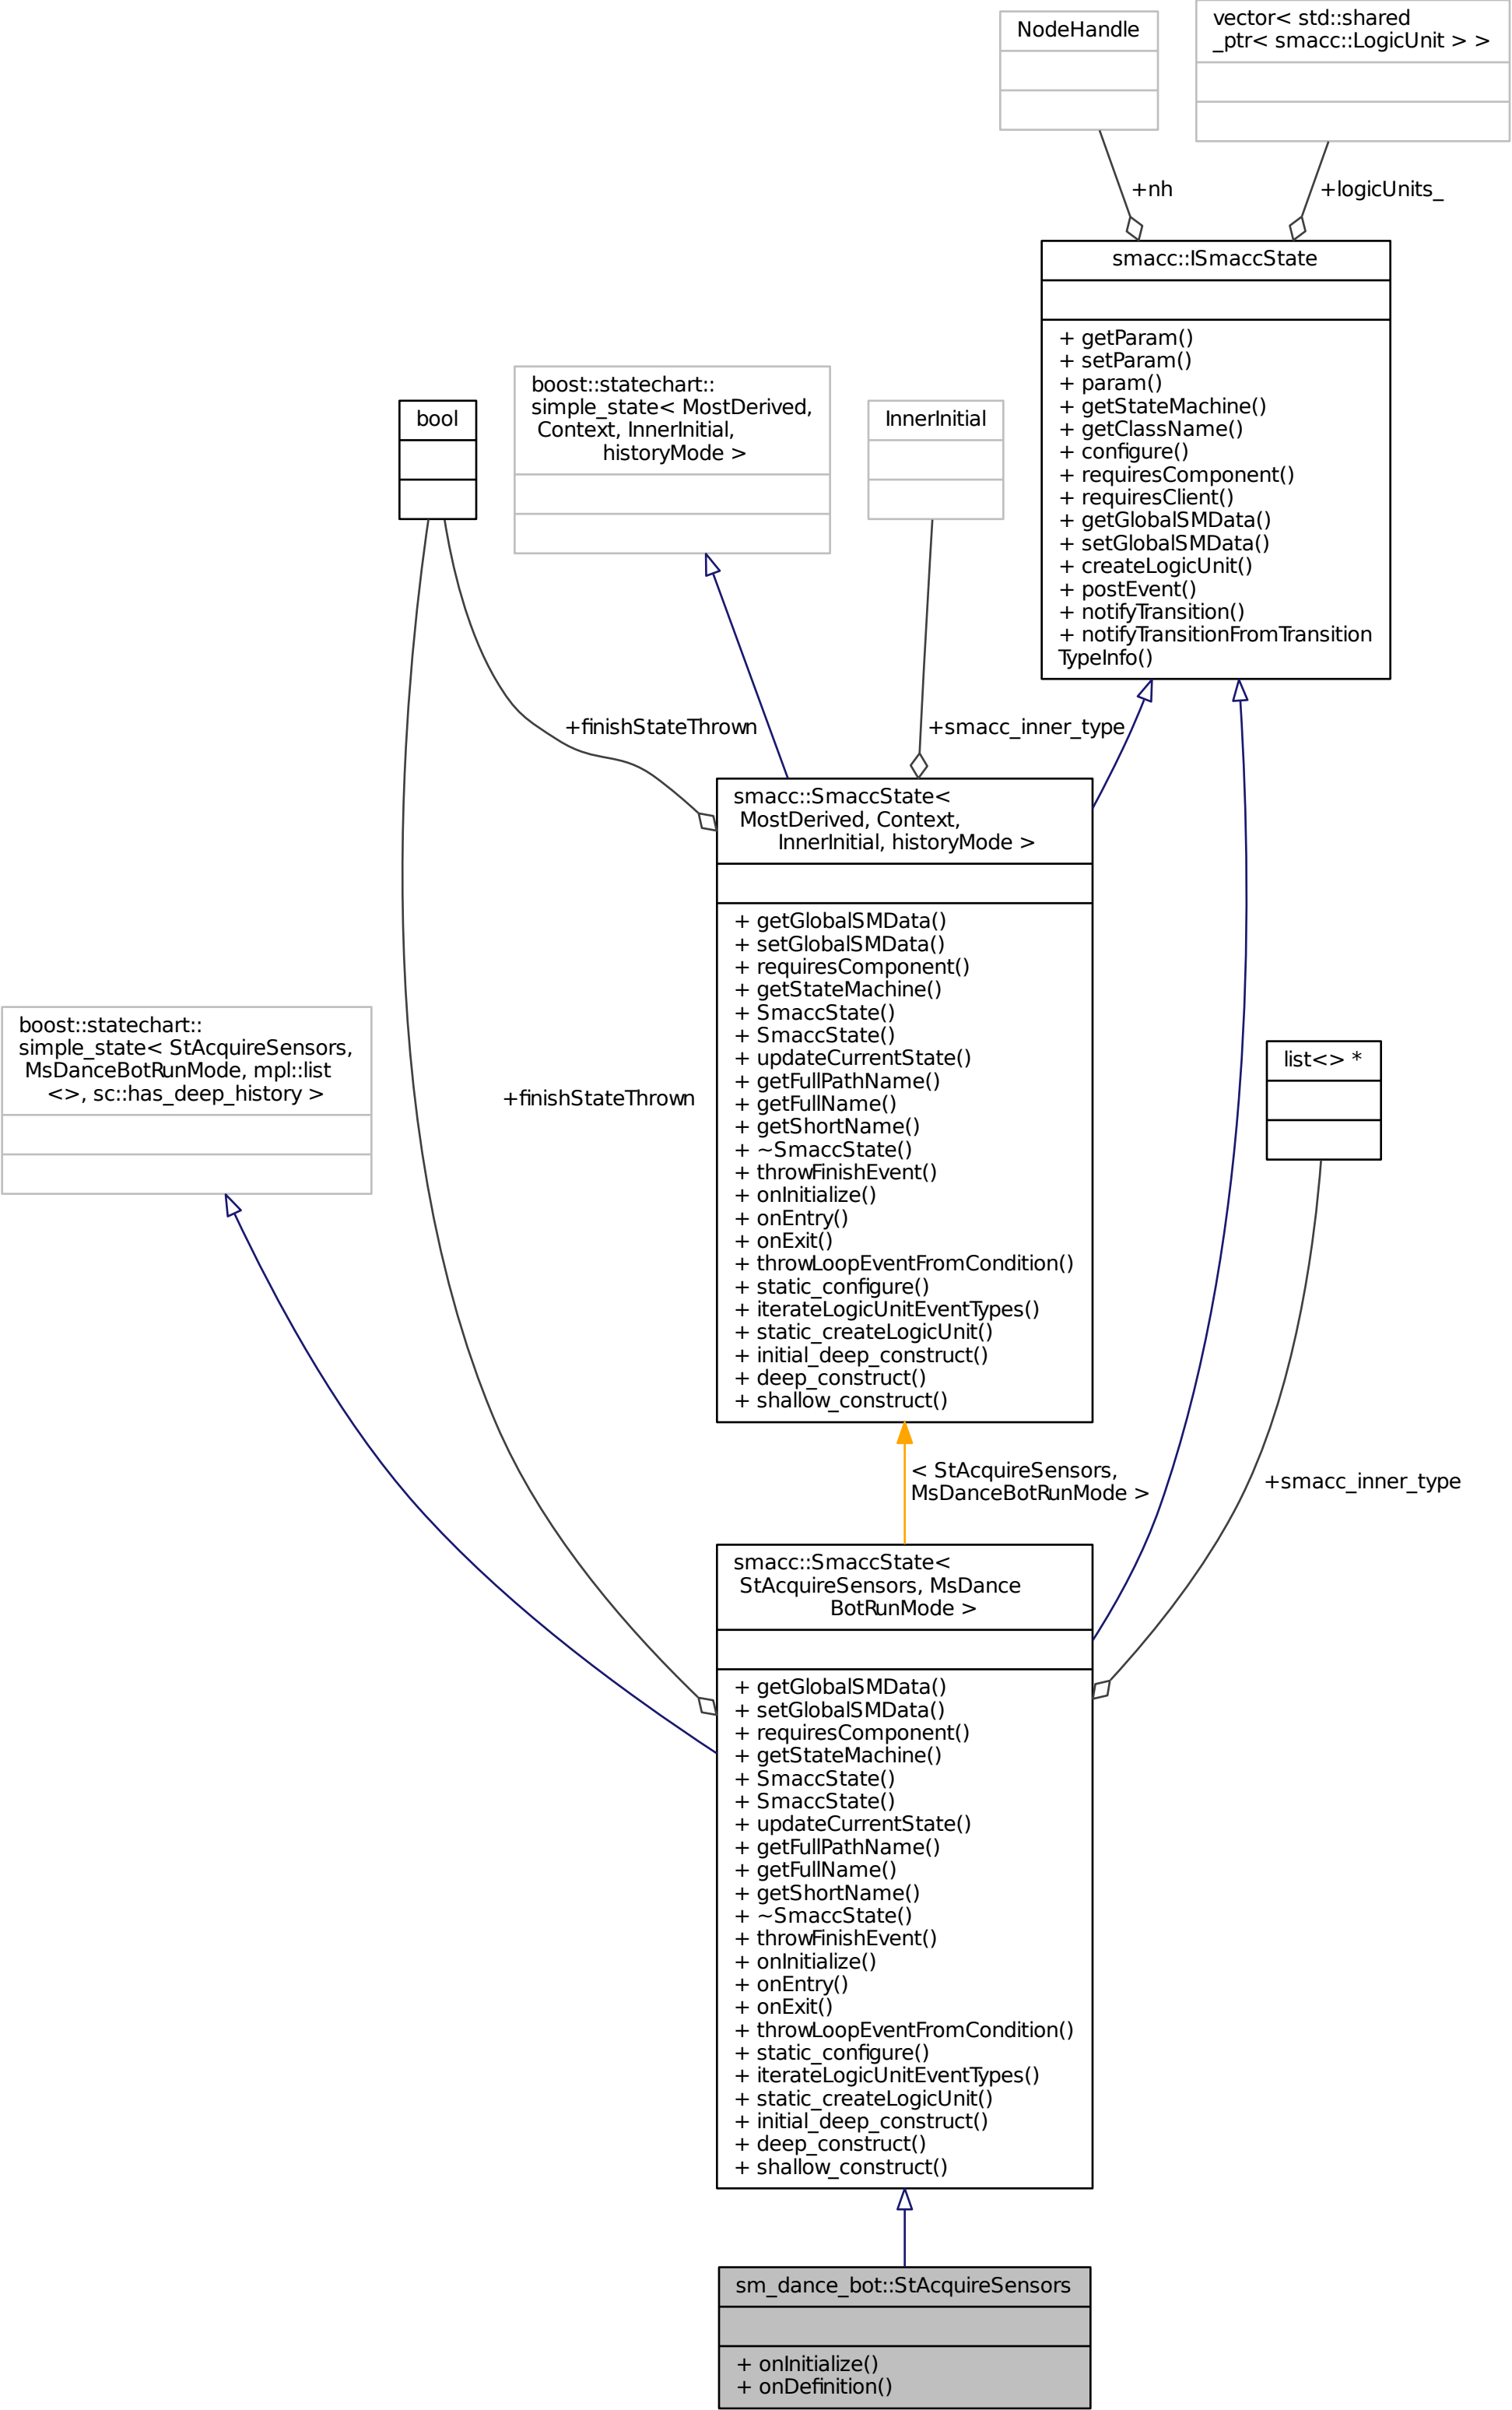 NodeHandle
vector< std::shared
_ptr< smacc::LogicUnit > >
+nh
+logicUnits_
smacc::ISmaccState
+ getParam()
+ setParam()
+ param()
+ getStateMachine()
+ getClassName()
+ configure()
+ requiresComponent()
+ requiresClient()
+ getGlobalSMData()
+ setGlobalSMData()
+ createLogicUnit()
+ postEvent()
+ notifyTransition()
+ notifyTransitionFromTransition
TypeInfo()
bool
boost::statechart::
simple_state< MostDerived,
Context, InnerInitial,
historyMode >
InnerInitial
+finishStateThrown
+smacc_inner_type
smacc::SmaccState<
MostDerived, Context,
InnerInitial, historyMode >
+ getGlobalSMData()
+ setGlobalSMData()
+ requiresComponent()
+ getStateMachine()
+ SmaccState()
+ SmaccState()
+ updateCurrentState()
+ getFullPathName()
+ getFullName()
+ getShortName()
+ ~SmaccState()
+ throwFinishEvent()
+ onInitialize()
+ onEntry()
+ onExit()
+ throwLoopEventFromCondition()
+ static_configure()
+ iterateLogicUnitEventTypes()
+ static_createLogicUnit()
+ initial_deep_construct()
+ deep_construct()
+ shallow_construct()
boost::statechart::
simple_state< StAcquireSensors,
MsDanceBotRunMode, mpl::list
<>, sc::has_deep_history >
+finishStateThrown
list<> *
< StAcquireSensors,
MsDanceBotRunMode >
+smacc_inner_type
smacc::SmaccState<
StAcquireSensors, MsDance
BotRunMode >
+ getGlobalSMData()
+ setGlobalSMData()
+ requiresComponent()
+ getStateMachine()
+ SmaccState()
+ SmaccState()
+ updateCurrentState()
+ getFullPathName()
+ getFullName()
+ getShortName()
+ ~SmaccState()
+ throwFinishEvent()
+ onInitialize()
+ onEntry()
+ onExit()
+ throwLoopEventFromCondition()
+ static_configure()
+ iterateLogicUnitEventTypes()
+ static_createLogicUnit()
+ initial_deep_construct()
+ deep_construct()
+ shallow_construct()
sm_dance_bot::StAcquireSensors
+ onInitialize()
+ onDefinition()